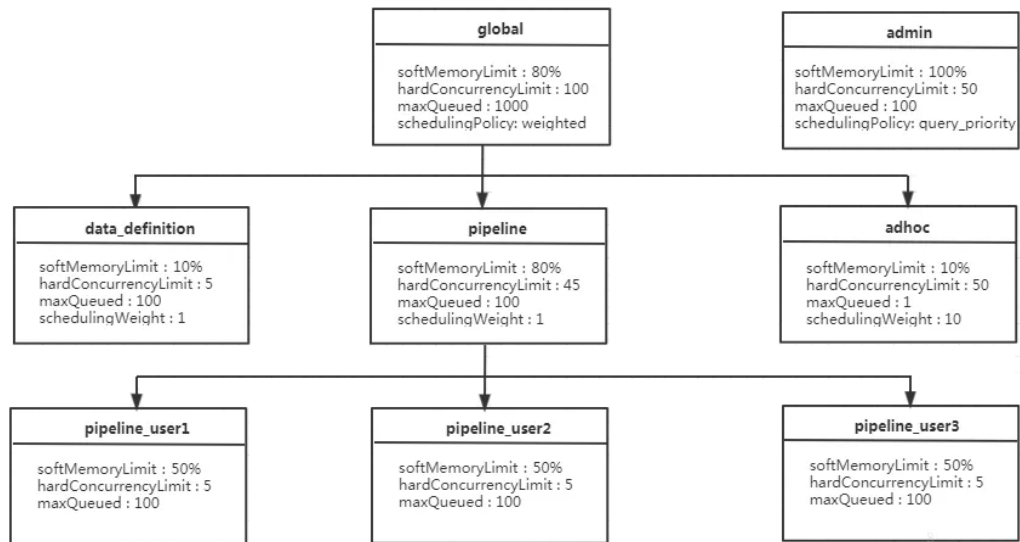 global
softMemoryLimit : 80%
hardConcurrencyLimit : 100
maxQueued : 1000
schedulingPolicy: weighted
admin
softMemoryLimit : 100%
hardConcurrencyLimit : 50
maxQueued : 100
schedulingPolicy: query_priority
data_definition
softMemoryLimit : 10%
hardConcurrencyLimit : 5
maxQueued : 100
schedulingWeight : 1
pipeline
softMemoryLimit : 80%
hardConcurrencyLimit : 45
maxQueued : 100
schedulingWeight : 1
adhoc
softMemoryLimit : 10%
hardConcurrencyLimit : 50
maxQueued : 1
schedulingWeight : 10
pipeline_user1
softMemoryLimit : 50%
hardConcurrencyLimit : 5
maxQueued : 100
pipeline_user2
softMemoryLimit : 50%
hardConcurrencyLimit : 5
maxQueued : 100
pipeline_user3
softMemoryLimit : 50%
hardConcurrencyLimit : 5
maxQueued : 100